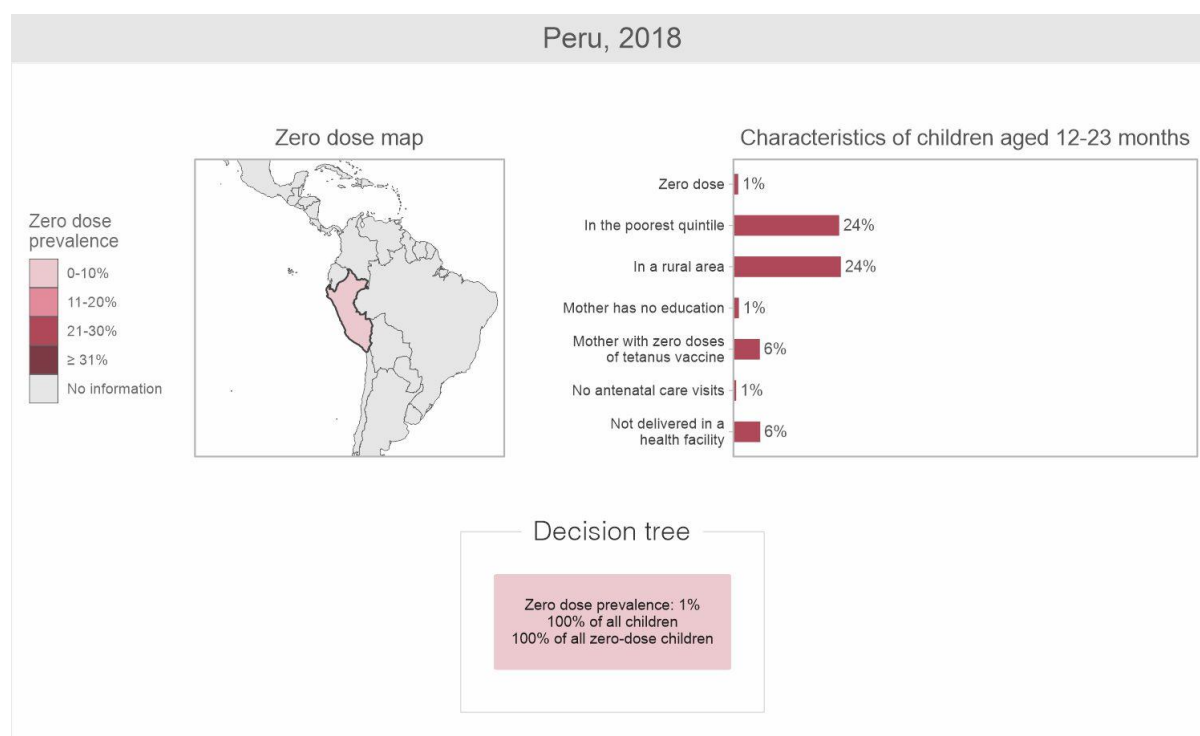 Peru, 2018
Zero dose map
Zero dose
prevalence
0-10%
11-20%
21-30%
≥ 31%
No information
Characteristics of children aged 12-23 months
Zero dose
1%
In the poorest quintile
24%
In a rural area
24%
Mother has no education
1%
Mother with zero doses
of tetanus vaccine
6%
No antenatal care visits
1%
Not delivered in a
health facility
6%
Decision tree
Zero dose prevalence: 1%
100% of all children
100% of all zero-dose children